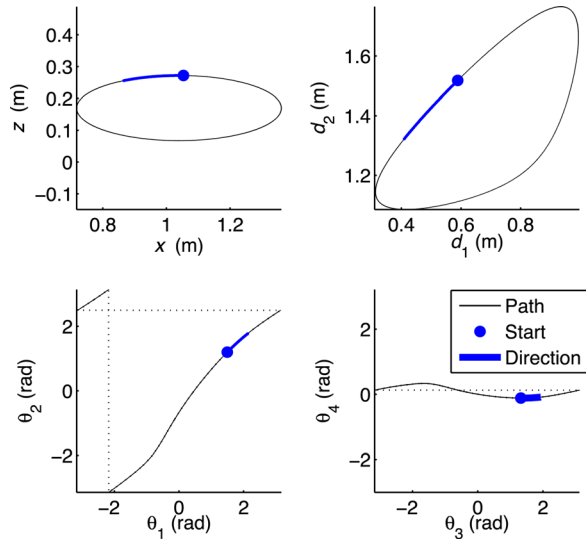 0.4
0.3
0.2
0.1
0
−0.1
z (m)
0.8
1
1.2
x (m)
1.6
1.4
1.2
d2 (m)
0.4
0.6
0.8
d1 (m)
2
0
−2
θ2 (rad)
−2
0
2
θ1 (rad)
2
0
−2
θ4 (rad)
−2
0
2
θ3 (rad)
Path
Start
Direction